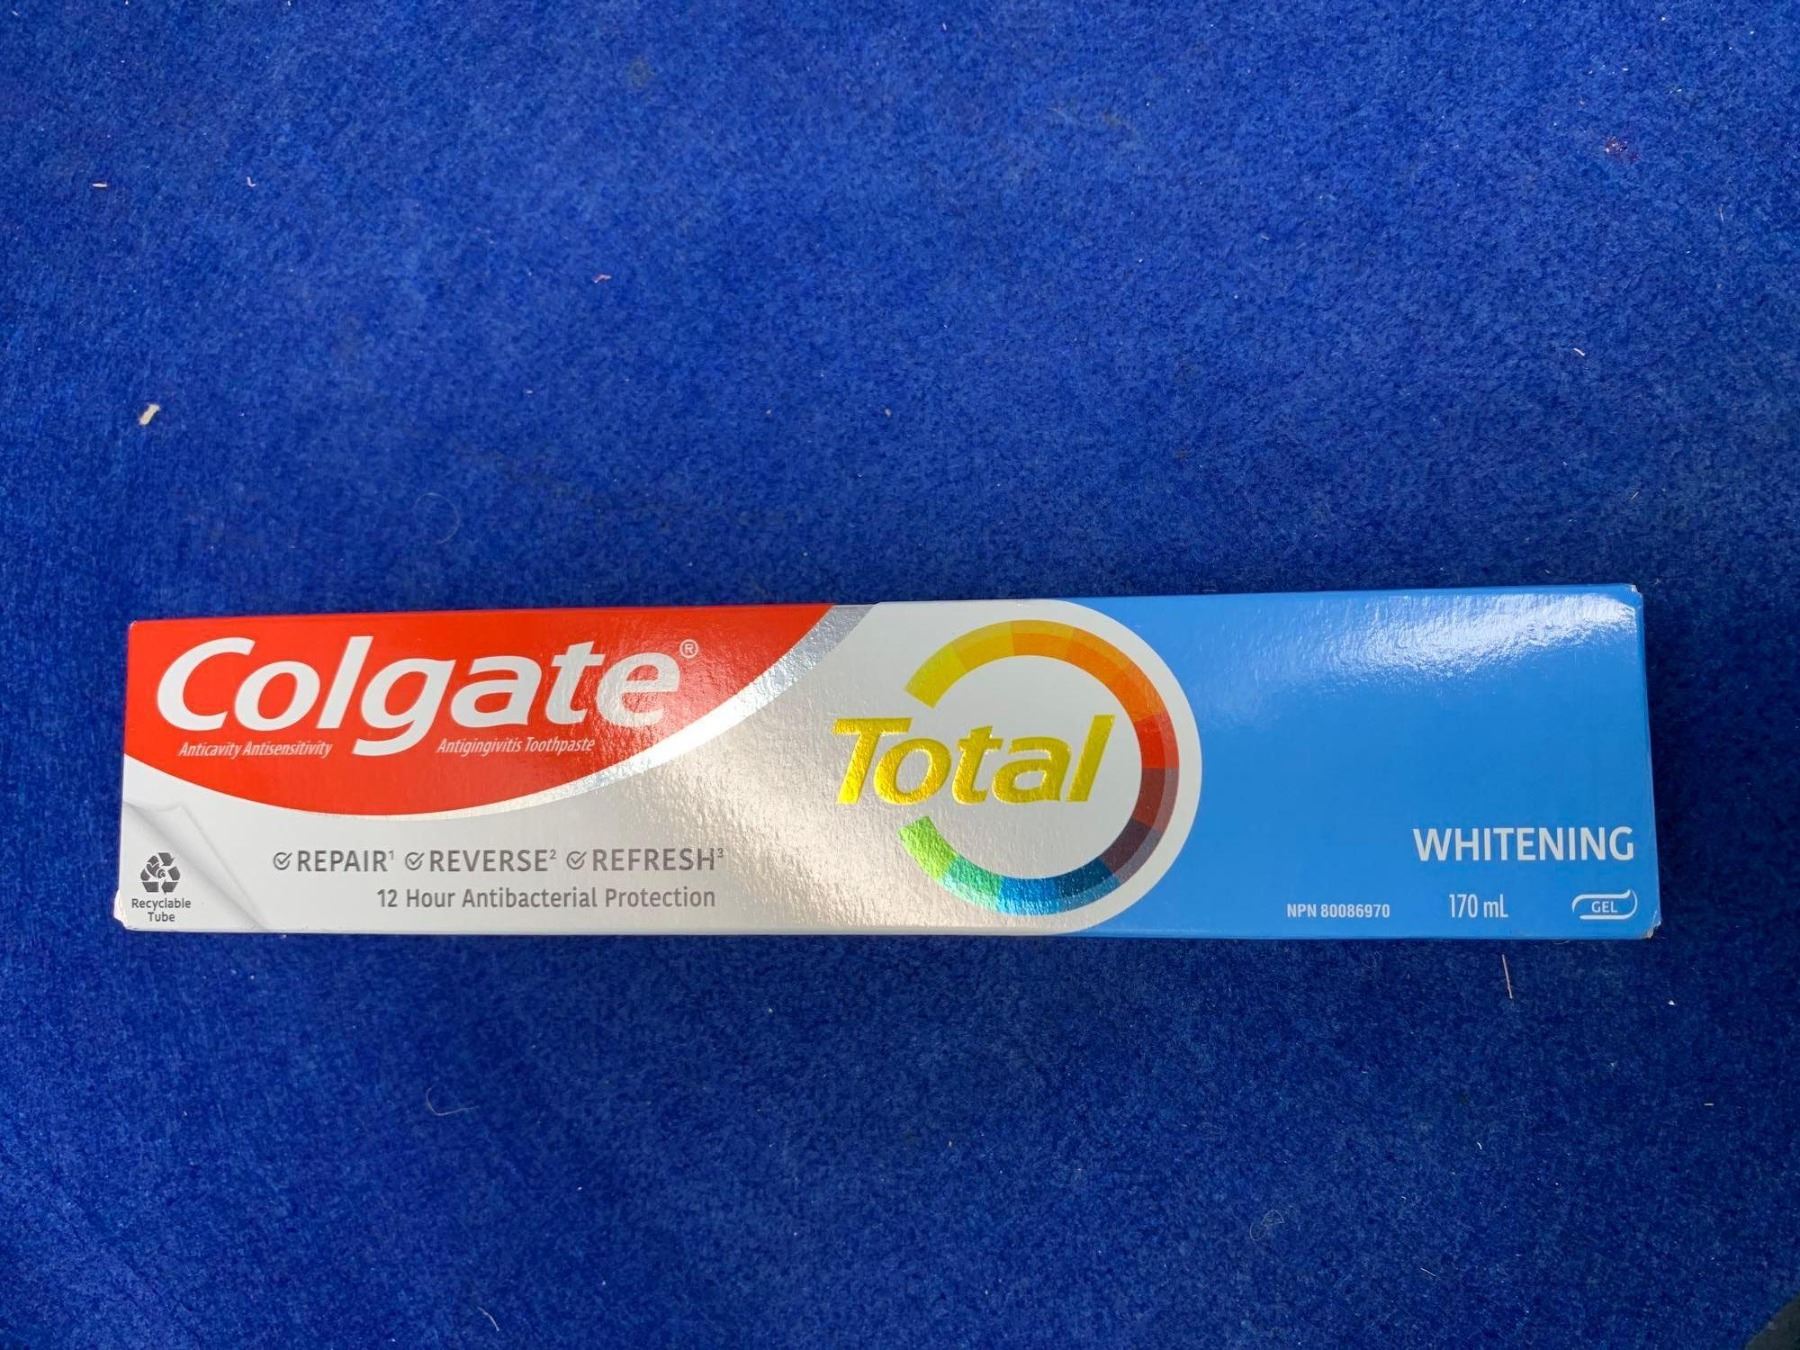 Colgate®
Anticavity Antisensitivity Antigingivitis Toothpaste
Total
REPAIR¹ REVERSE² REFRESH³
12 Hour Antibacterial Protection
Recyclable
Tube
WHITENING
NPN 80086970 170 mL GEL